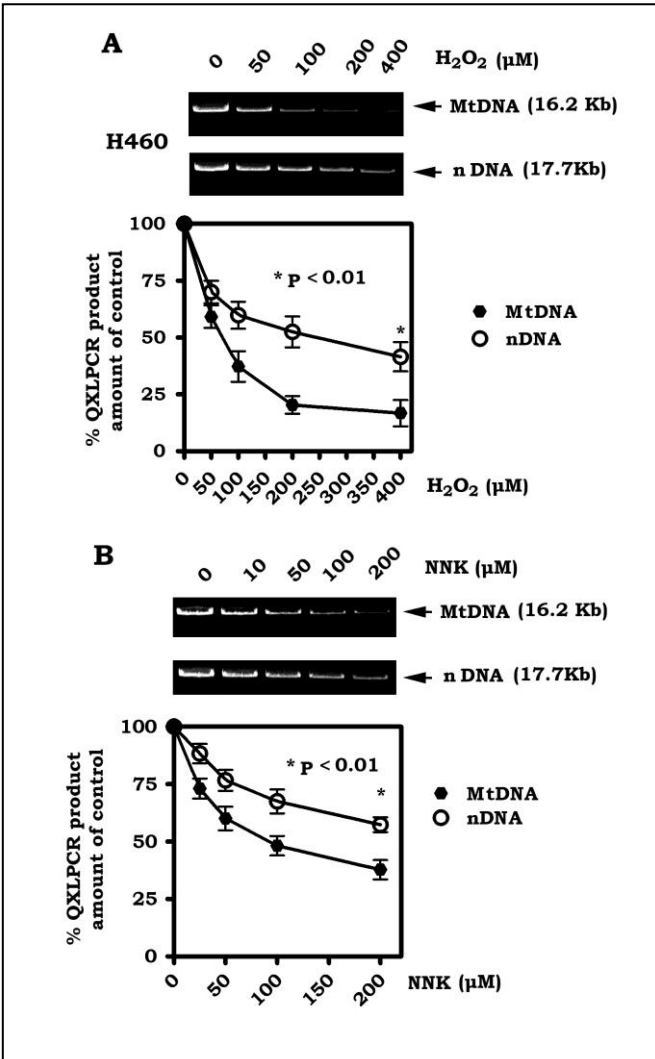 A
0 50 100 200 400 H₂O₂ (µM)
MtDNA (16.2 Kb)
H460
n DNA (17.7Kb)
% QXLPCR product
amount of control
100
75
50
25
0
* P < 0.01
*
MtDNA
nDNA
0 50 100 150 200 250 300 350 400
H₂O₂ (µM)
B
0 10 50 100 200 NNK (µM)
MtDNA (16.2 Kb)
n DNA (17.7Kb)
% QXLPCR product
amount of control
100
75
50
25
0
* P < 0.01
*
MtDNA
nDNA
0 50 100 150 200
NNK (µM)